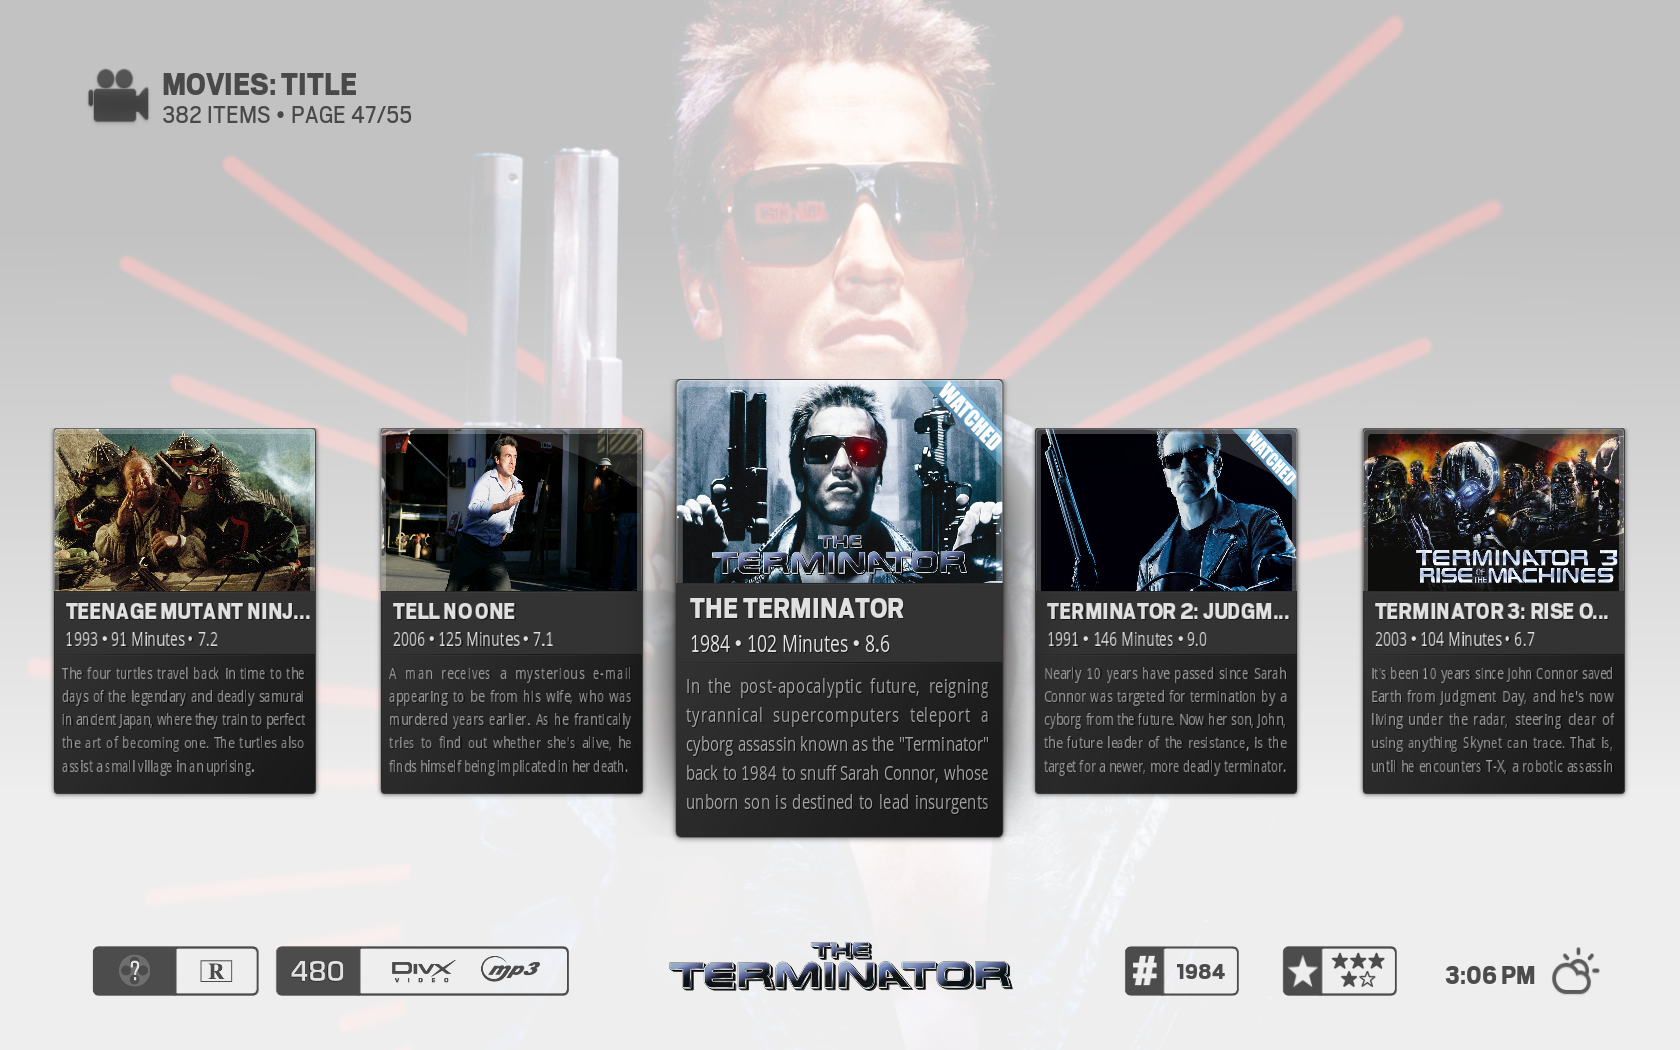 MOVIES: TITLE
382 ITEMS • PAGE 47/55
TEENAGE MUTANT NINJ...
1993 • 91 Minutes • 7.2
The four turtles travel back in time to the
days of the legendary and deadly samurai
in ancient Japan, where they train to perfect
the art of becoming one. The turtles also
assist a small village in an uprising.
TELL NO ONE
2006 • 125 Minutes • 7.1
A man receives a mysterious e-mail
appearing to be from his wife, who was
murdered years earlier. As he frantically
tries to find out whether she's alive, he
finds himself being implicated in her death.
WATCHED
THE
TERMINATOR
THE TERMINATOR
1984 • 102 Minutes • 8.6
In the post-apocalyptic future, reigning
tyrannical supercomputers teleport a
cyborg assassin known as the "Terminator"
back to 1984 to snuff Sarah Connor, whose
unborn son is destined to lead insurgents
WATCHED
TERMINATOR 2: JUDGM...
1991 • 146 Minutes • 9.0
Nearly 10 years have passed since Sarah
Connor was targeted for termination by a
cyborg from the future. Now her son, John,
the future leader of the resistance, is the
target for a newer, more deadly terminator.
TERMINATOR 3
RISE OF THE MACHINES
TERMINATOR 3: RISE O...
2003 • 104 Minutes • 6.7
It's been 10 years since John Connor saved
Earth from Judgment Day, and he's now
living under the radar, steering clear of
using anything Skynet can trace. That is,
until he encounters T-X, a robotic assassin
? R
480 DIVX VIDEO mp3
THE
TERMINATOR
# 1984
3:06 PM